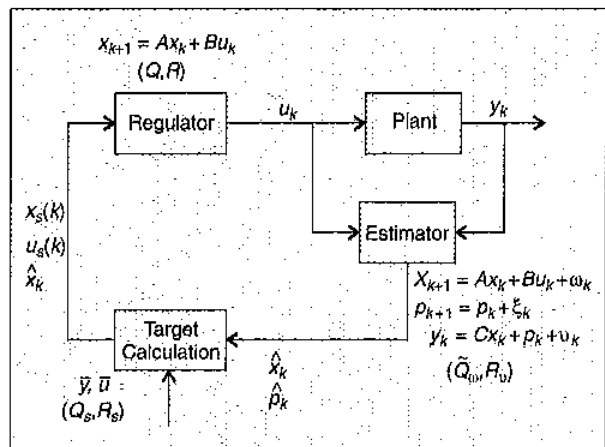 x_{k+1} = Ax_k + Bu_k
(Q,R)
Regulator
u_k
Plant
y_k
Estimator
x_s(k)
u_s(k)
x̂_k
X_{k+1} = Ax_k + Bu_k + ω_k
p_{k+1} = p_k + ξ_k
y_k = Cx_k + p_k + υ_k
(Q̃_ω, R_υ)
Target
Calculation
x̂_k
p̂_k
ȳ, ū
(Q_s, R_s)